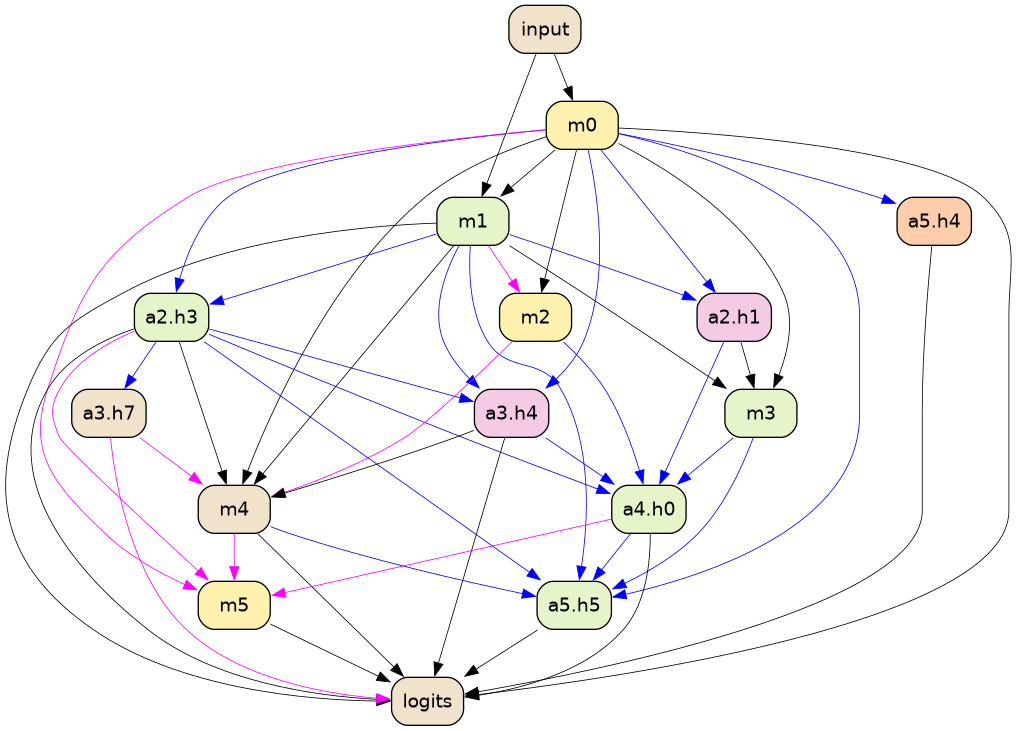 input
m0
m1
a5.h4
a2.h3
m2
a2.h1
a3.h7
a3.h4
m3
m4
a4.h0
m5
a5.h5
logits